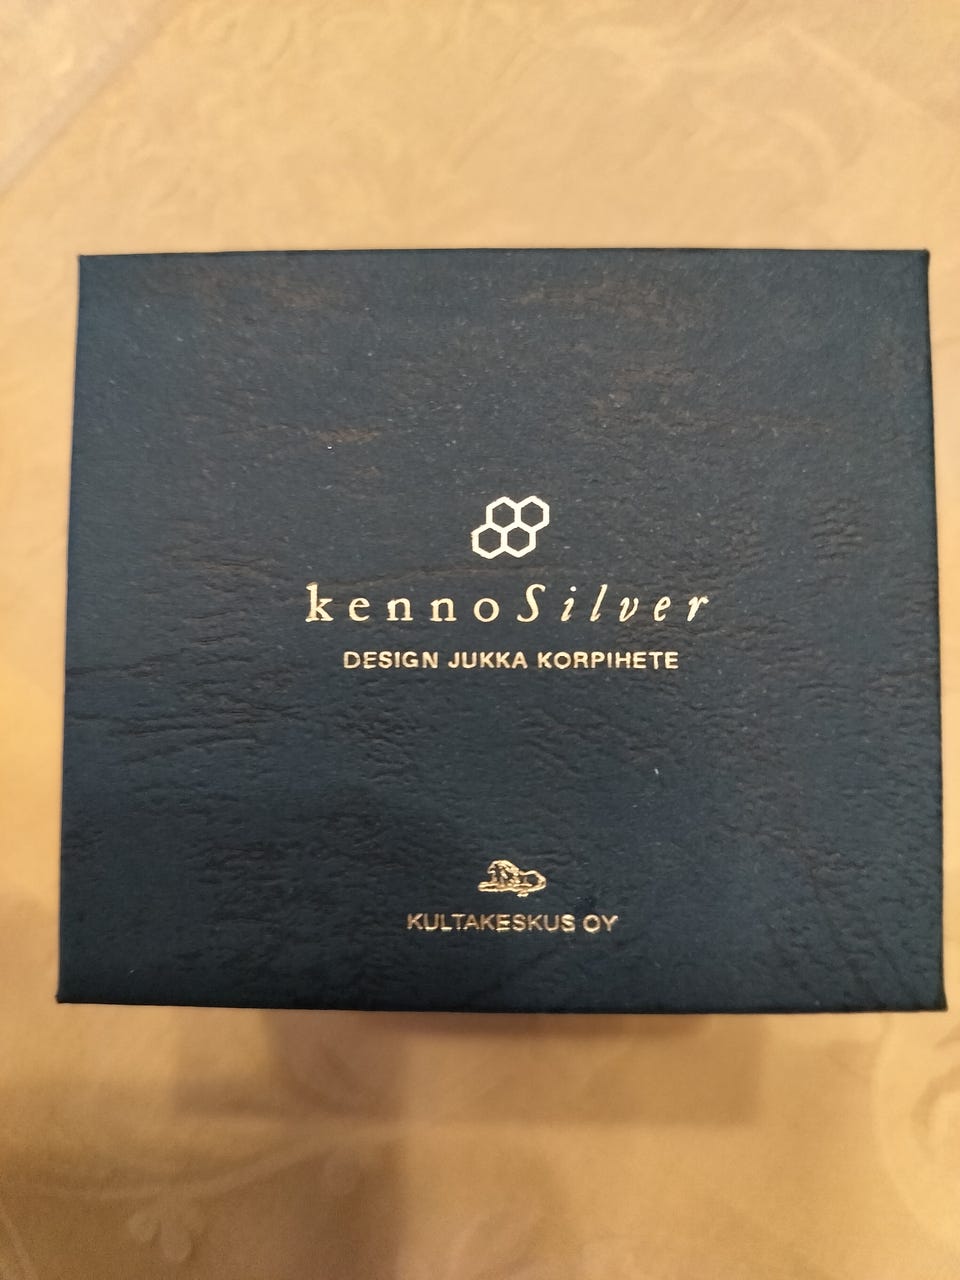 kennoSilver
DESIGN JUKKA KORPIHETE
KULTAKESKUS OY